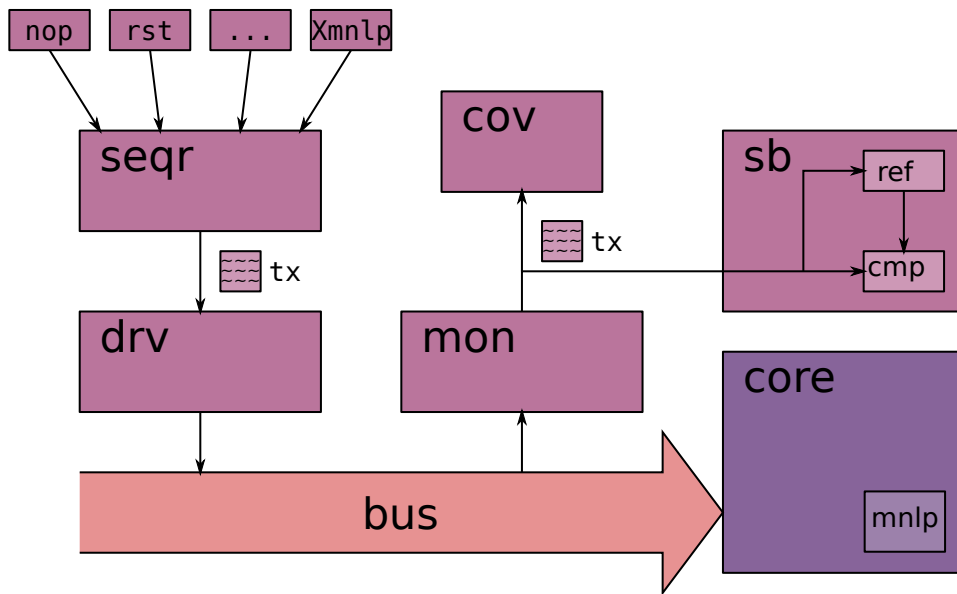 nop
rst
...
Xmnlp
seqr
cov
sb
ref
cmp
~~~
~~~
~~~
tx
~~~
~~~
~~~
tx
drv
mon
core
mnlp
bus